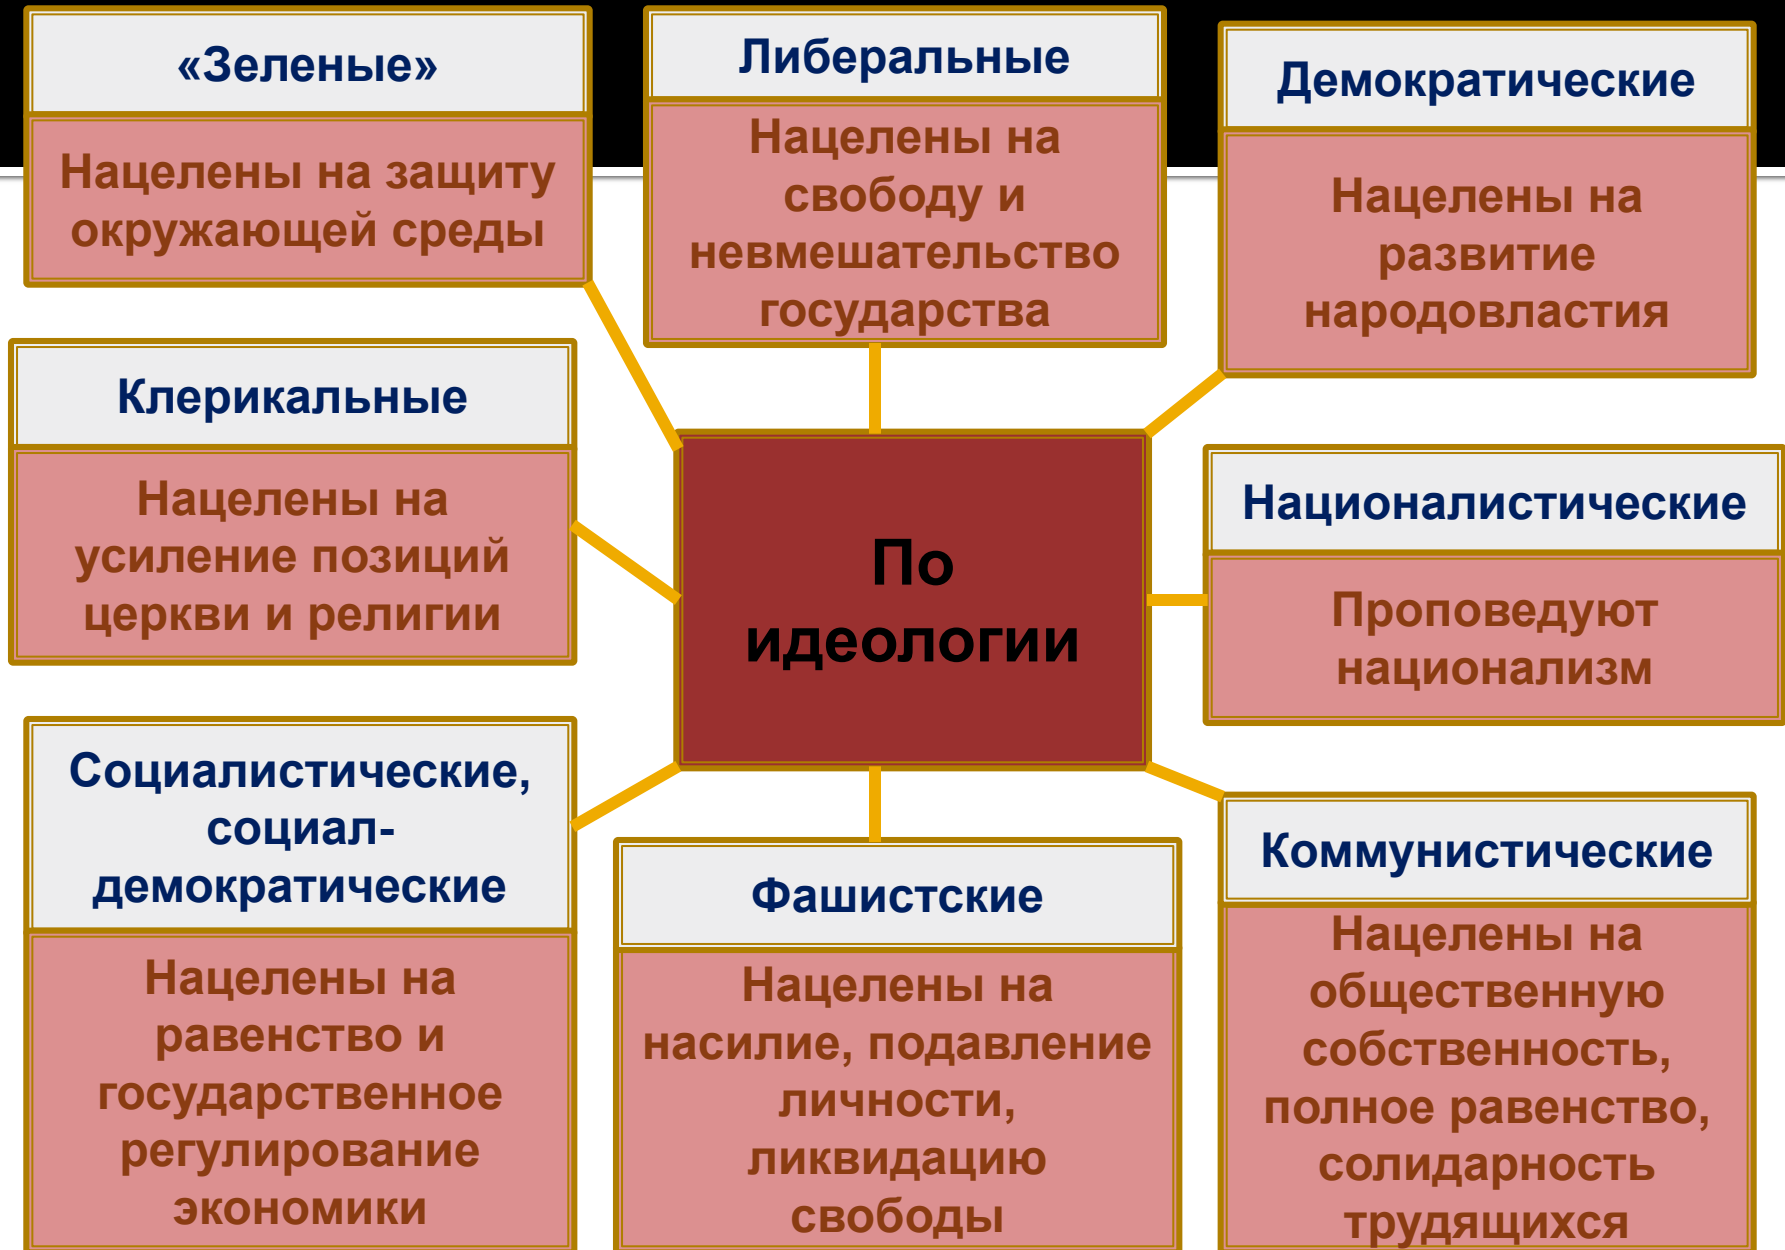 «Зеленые»
Нацелены на защиту
окружающей среды
Либеральные
Нацелены на
свободу и
невмешательство
государства
Демократические
Нацелены на
развитие
народовластия
Клерикальные
Нацелены на
усиление позиций
церкви и религии
По
идеологии
Националистические
Проповедуют
национализм
Социалистические,
социал-
демократические
Нацелены на
равенство и
государственное
регулирование
экономики
Фашистские
Нацелены на
насилие, подавление
личности,
ликвидацию
свободы
Коммунистические
Нацелены на
общественную
собственность,
полное равенство,
солидарность
трудящихся